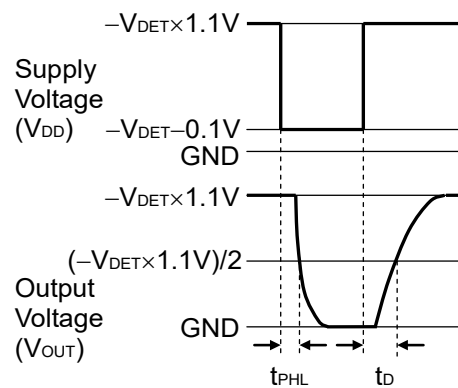 –VDET×1.1V
Supply
Voltage
(VDD)
–VDET–0.1V
GND
–VDET×1.1V
(–VDET×1.1V)/2
Output
Voltage
(VOUT)
GND
tPHL
tD